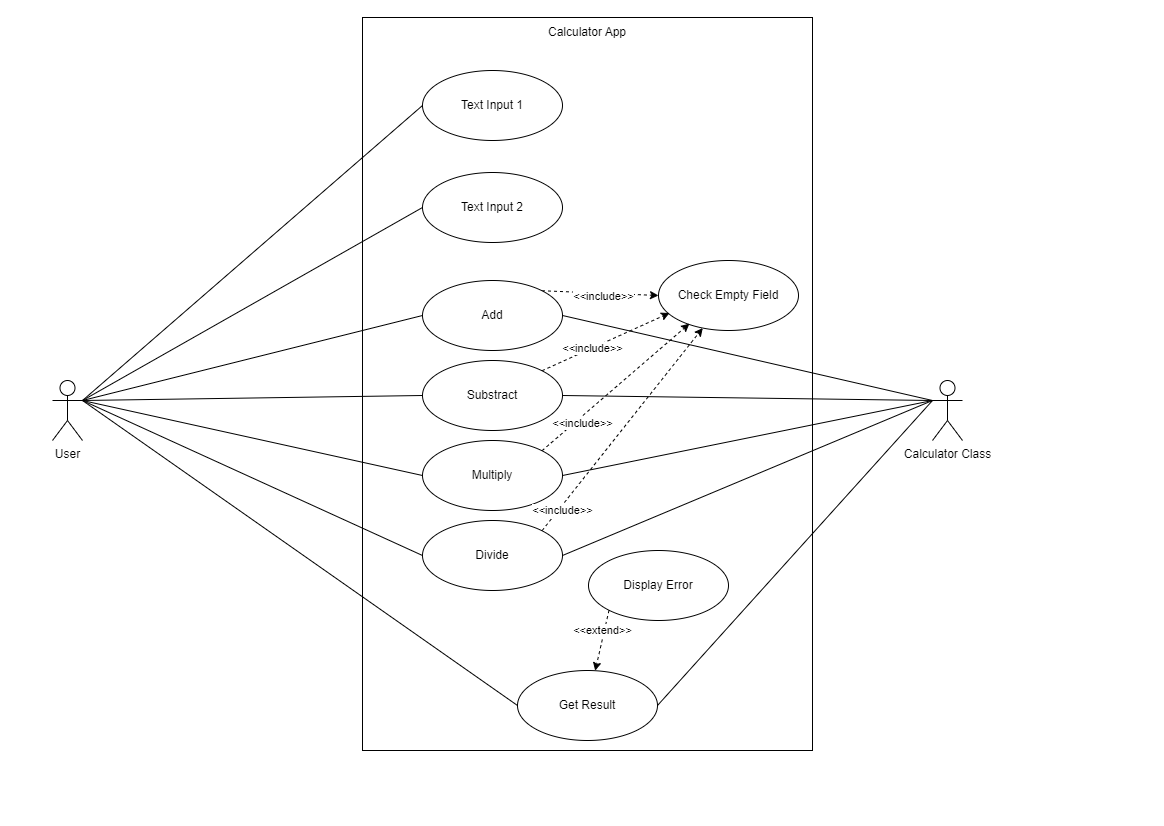 Calculator App
Text Input 1
Text Input 2
Check Empty Field
<<include>>
Add
<<include>>
Substract
<<include>>
User
Calculator Class
Multiply
<<include>>
Divide
Display Error
<<extend>>
Get Result